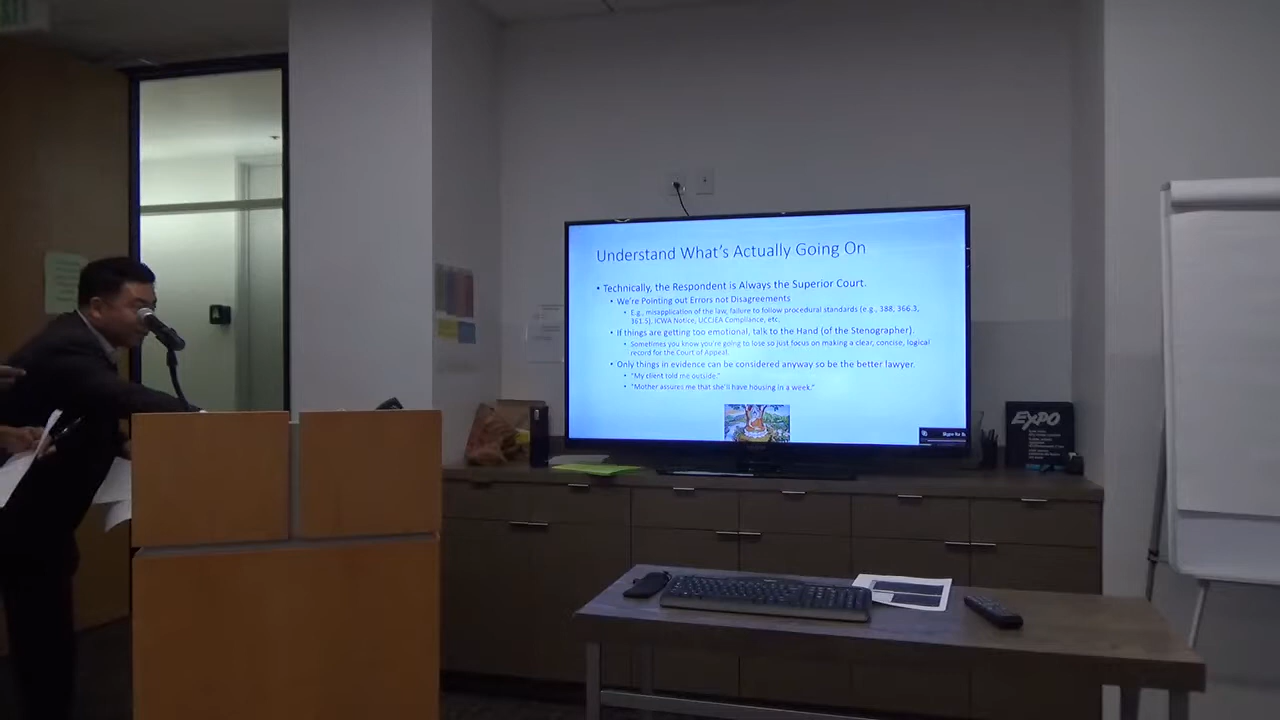 Understand What's Actually Going On
• Technically, the Respondent is Always the Superior Court.
• We're Pointing out Errors not Disagreements
• E.g., misapplication of the law, failure to follow procedural standards (e.g., 388, 366.3,
361.5). ICWA Notice, UCCJEA Compliance, etc.
• If things are getting too emotional, talk to the Hand (of the Stenographer).
• Sometimes you know you're going to lose so just focus on making a clear, concise, logical
record for the Court of Appeal.
• Only things in evidence can be considered anyway so be the better lawyer.
• "My client told me outside."
• "Mother assures me that she'll have housing in a week."
EXPO